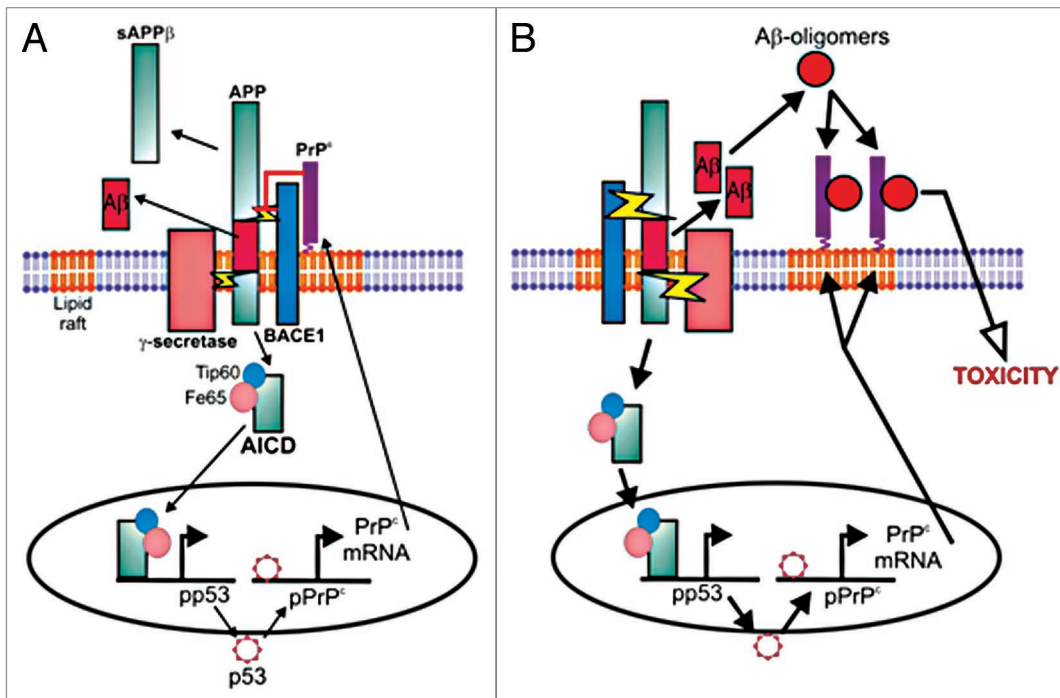 A
sAPPβ
APP
PrPᶜ
Aβ
Lipid
raft
γ-secretase
BACE1
Tip60
Fe65
AICD
PrPᶜ
mRNA
pp53
pPrPᶜ
p53
B
Aβ-oligomers
Aβ
Aβ
TOXICITY
PrPᶜ
mRNA
pp53
pPrPᶜ